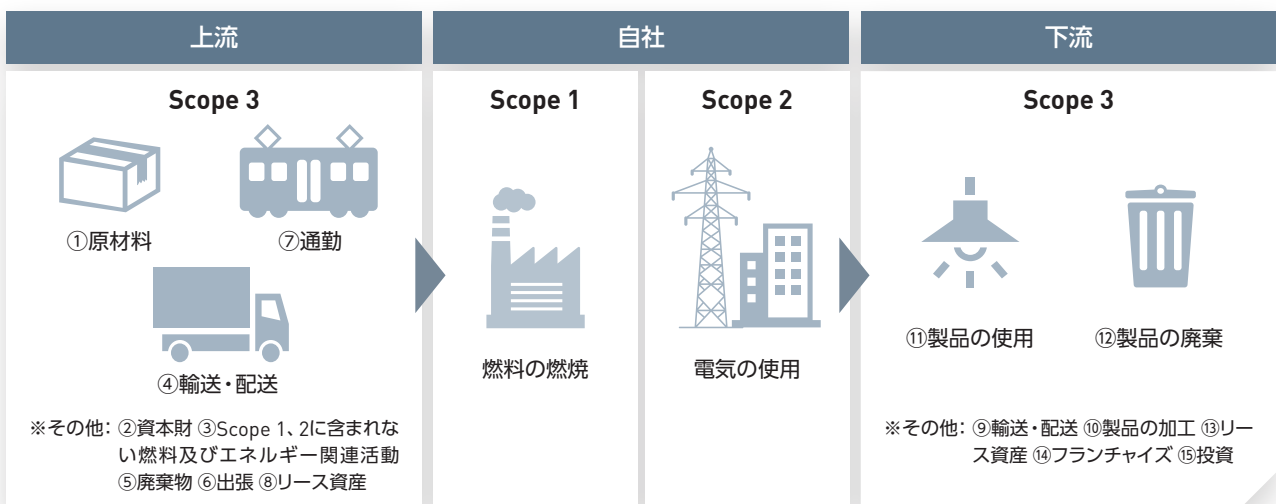 上流
Scope 3
①原材料
⑦通勤
④輸送・配送
※その他: ②資本財 ③Scope 1、2に含まれな
い燃料及びエネルギー関連活動
⑤廃棄物 ⑥出張 ⑧リース資産
自社
Scope 1
燃料の燃焼
Scope 2
電気の使用
下流
Scope 3
⑪製品の使用
⑫製品の廃棄
※その他: ⑨輸送・配送 ⑩製品の加工 ⑬リー
ス資産 ⑭フランチャイズ ⑮投資